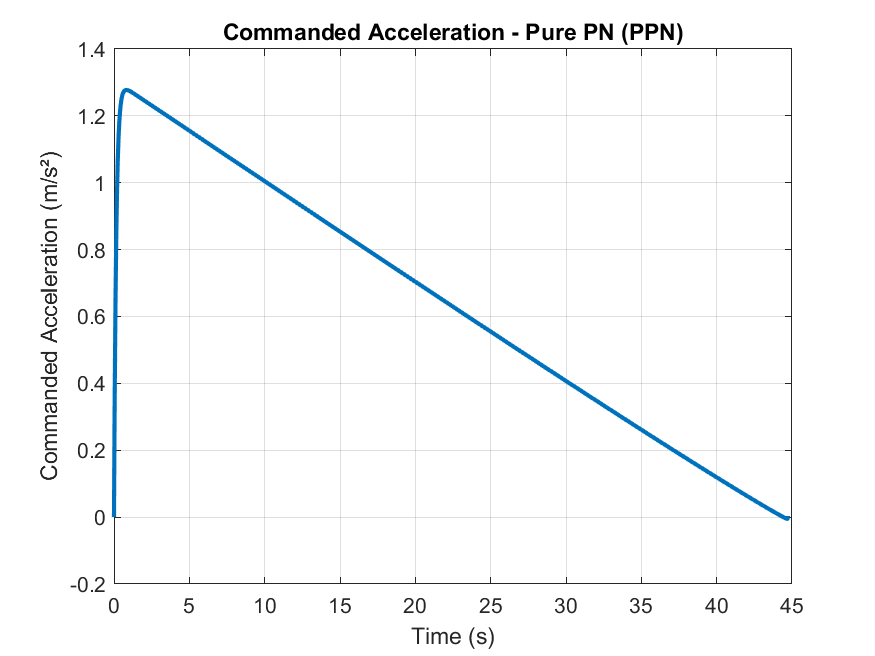 Commanded Acceleration - Pure PN (PPN)
1.4
1.2
1
0.8
0.6
0.4
0.2
0
-0.2
Commanded Acceleration (m/s²)
0 5 10 15 20 25 30 35 40 45
Time (s)